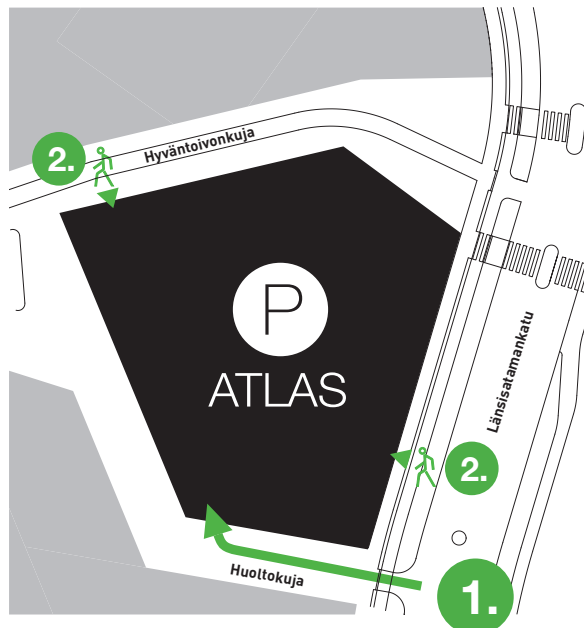 Hyväntoivonkuja
2.
P
ATLAS
Länsisatamankatu
2.
Huoltokuja
1.